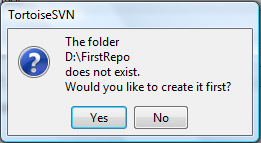 TortoiseSVN
The folder
D:\FirstRepo
does not exist.
Would you like to create it first?
Yes
No